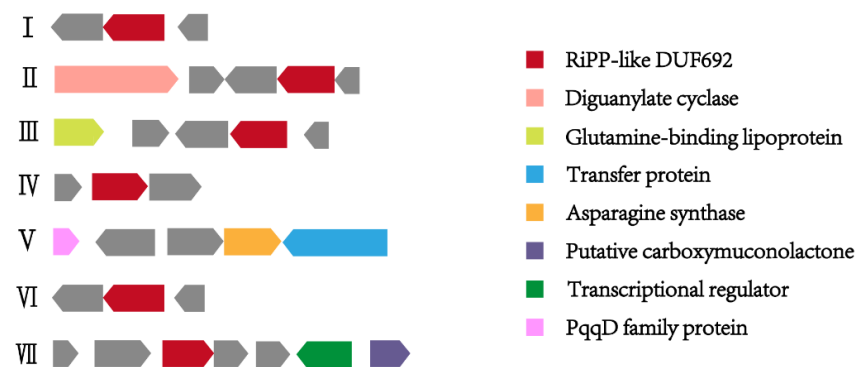 Ⅰ
Ⅱ
Ⅲ
Ⅳ
Ⅴ
Ⅵ
Ⅶ
RiPP-like DUF692
Diguanylate cyclase
Glutamine-binding lipoprotein
Transfer protein
Asparagine synthase
Putative carboxymuconolactone
Transcriptional regulator
PqqD family protein